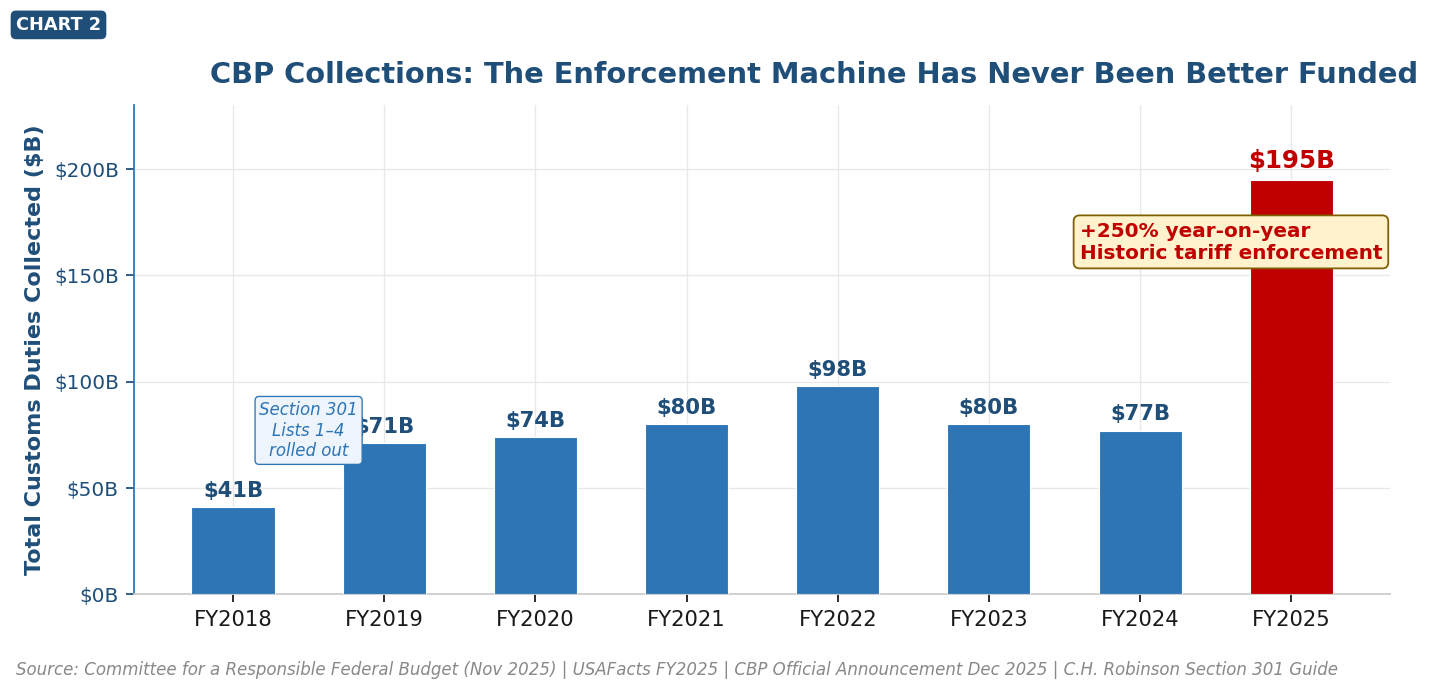 CHART 2
CBP Collections: The Enforcement Machine Has Never Been Better Funded
Total Customs Duties Collected ($B)
$200B
$150B
$100B
$50B
$0B
$41B
Section 301
Lists 1–4
rolled out
$71B
$74B
$80B
$98B
$80B
$77B
$195B
+250% year-on-year
Historic tariff enforcement
FY2018
FY2019
FY2020
FY2021
FY2022
FY2023
FY2024
FY2025
Source: Committee for a Responsible Federal Budget (Nov 2025) | USAFacts FY2025 | CBP Official Announcement Dec 2025 | C.H. Robinson Section 301 Guide